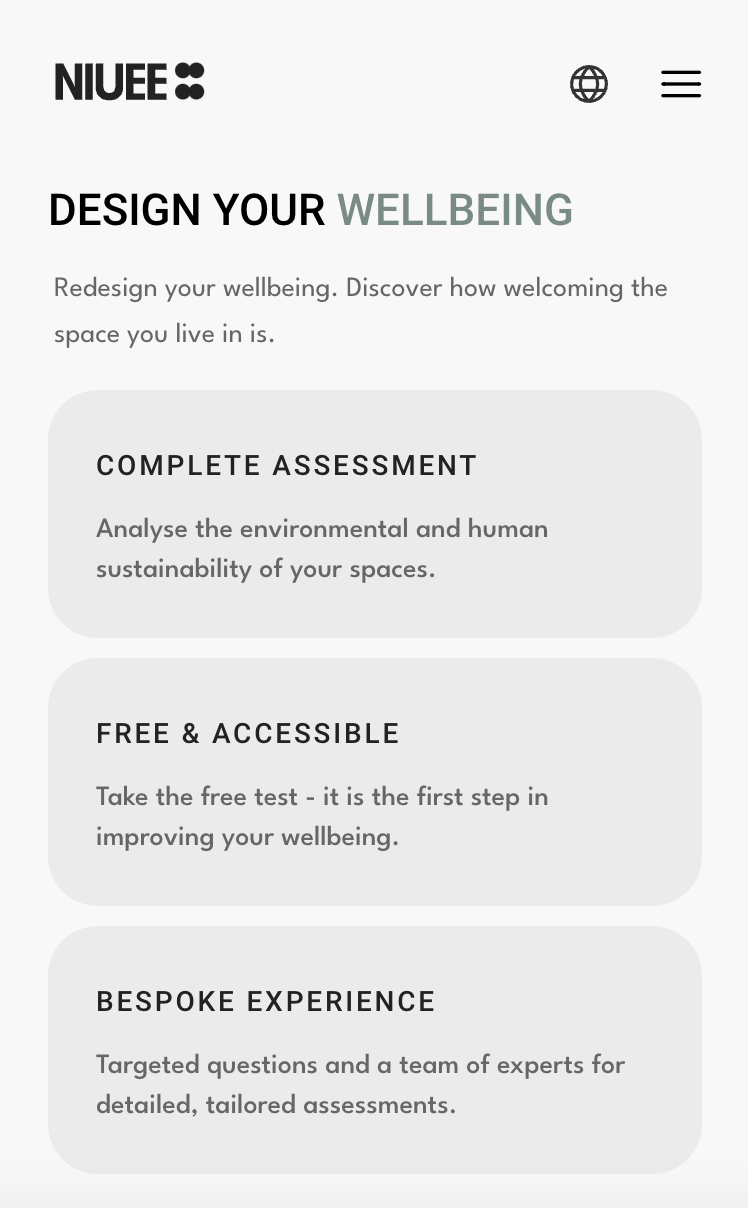 NIUEE
DESIGN YOUR WELLBEING
Redesign your wellbeing. Discover how welcoming the
space you live in is.
COMPLETE ASSESSMENT
Analyse the environmental and human
sustainability of your spaces.
FREE & ACCESSIBLE
Take the free test - it is the first step in
improving your wellbeing.
BESPOKE EXPERIENCE
Targeted questions and a team of experts for
detailed, tailored assessments.